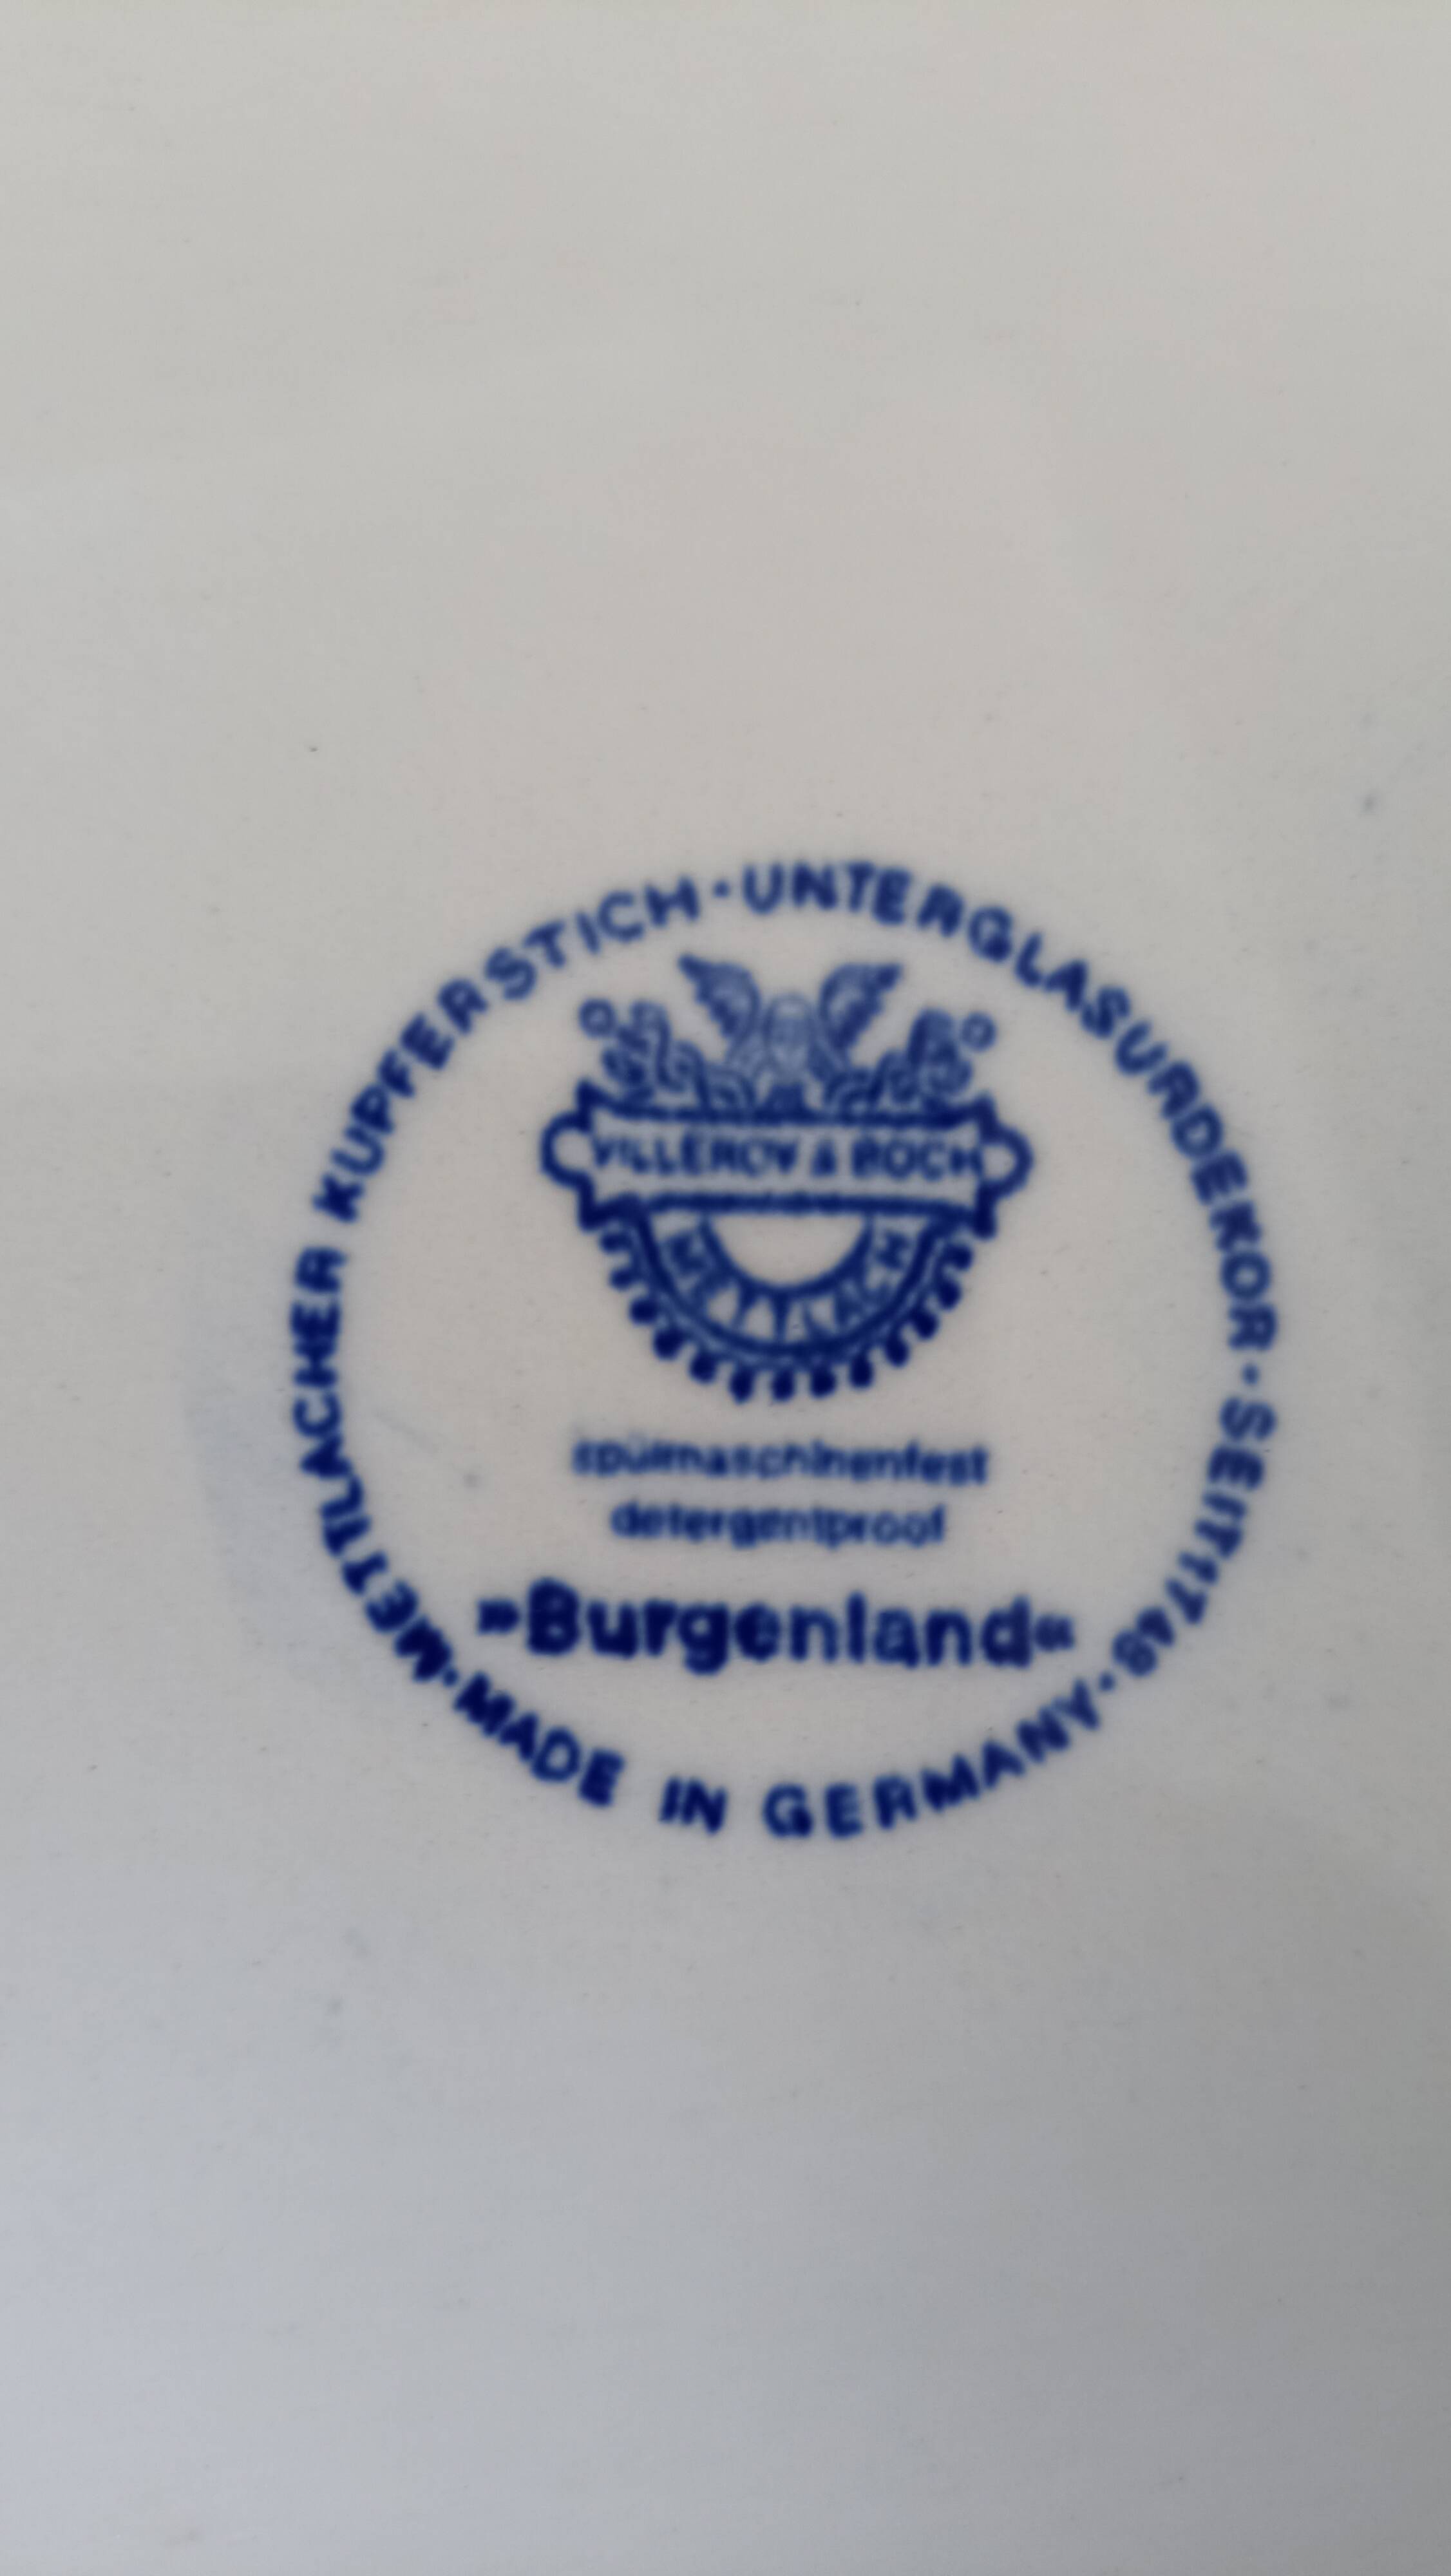 METTLACHER KUPFERSTICH · UNTERGLASURDEKOR · SEIT 1748 · MADE IN GERMANY ·
VILLEROY & BOCH
METTLACH
spülmaschinenfest
detergentproof
»Burgenland«